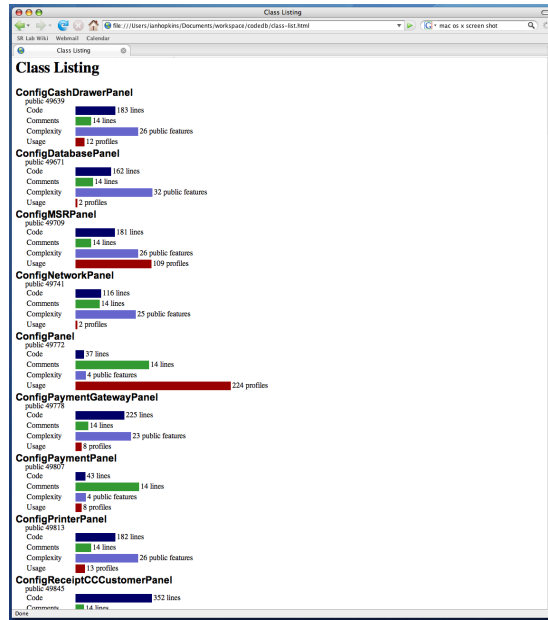 Class Listing
file:///Users/ianhopkins/Documents/workspace/codedb/class-list.html
mac os x screen shot
SR Lab Wiki Webmail Calendar
Class Listing
Class Listing
ConfigCashDrawerPanel
public 49639
Code 183 lines
Comments 14 lines
Complexity 26 public features
Usage 12 profiles
ConfigDatabasePanel
public 49671
Code 162 lines
Comments 14 lines
Complexity 32 public features
Usage 2 profiles
ConfigMSRPanel
public 49709
Code 181 lines
Comments 14 lines
Complexity 26 public features
Usage 109 profiles
ConfigNetworkPanel
public 49741
Code 116 lines
Comments 14 lines
Complexity 25 public features
Usage 2 profiles
ConfigPanel
public 49772
Code 37 lines
Comments 14 lines
Complexity 4 public features
Usage 224 profiles
ConfigPaymentGatewayPanel
public 49778
Code 225 lines
Comments 14 lines
Complexity 23 public features
Usage 8 profiles
ConfigPaymentPanel
public 49807
Code 43 lines
Comments 14 lines
Complexity 4 public features
Usage 8 profiles
ConfigPrinterPanel
public 49813
Code 182 lines
Comments 14 lines
Complexity 26 public features
Usage 13 profiles
ConfigReceiptCCCustomerPanel
public 49845
Code 352 lines
Comments 14 lines
Done